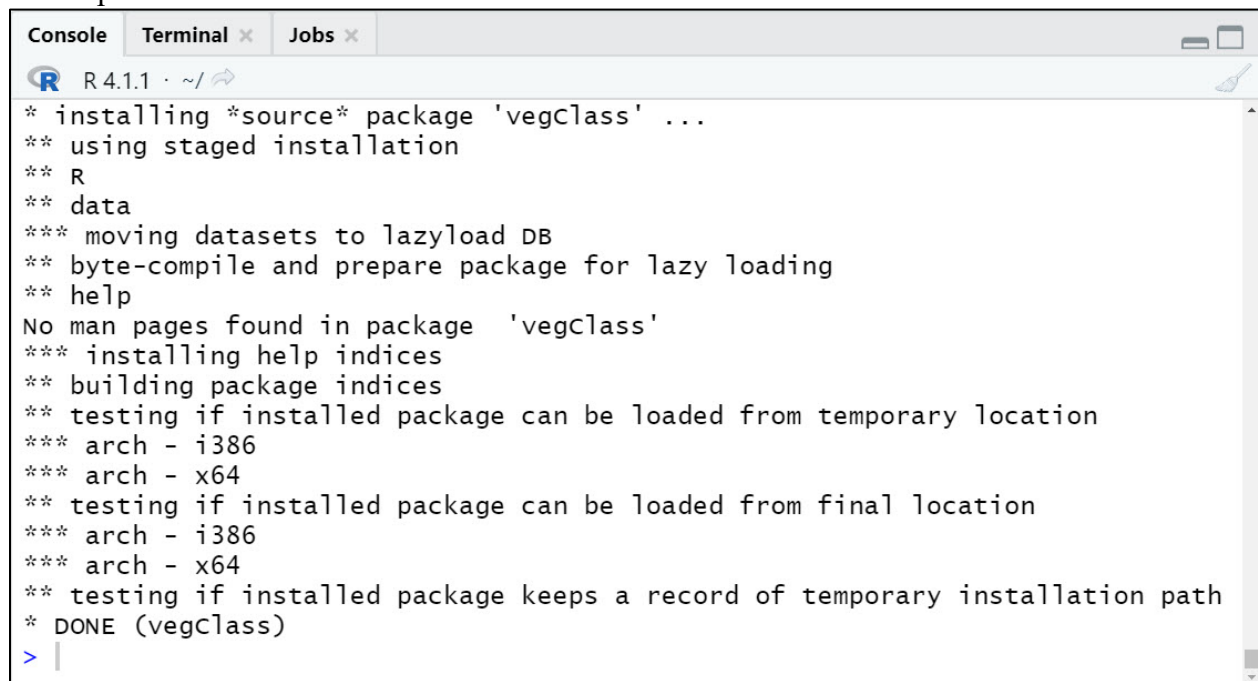 Console Terminal Jobs
R R 4.1.1 · ~/
* installing *source* package 'vegClass' ...
** using staged installation
** R
** data
*** moving datasets to lazyload DB
** byte-compile and prepare package for lazy loading
** help
No man pages found in package  'vegClass'
*** installing help indices
** building package indices
** testing if installed package can be loaded from temporary location
*** arch - i386
*** arch - x64
** testing if installed package can be loaded from final location
*** arch - i386
*** arch - x64
** testing if installed package keeps a record of temporary installation path
* DONE (vegClass)
>